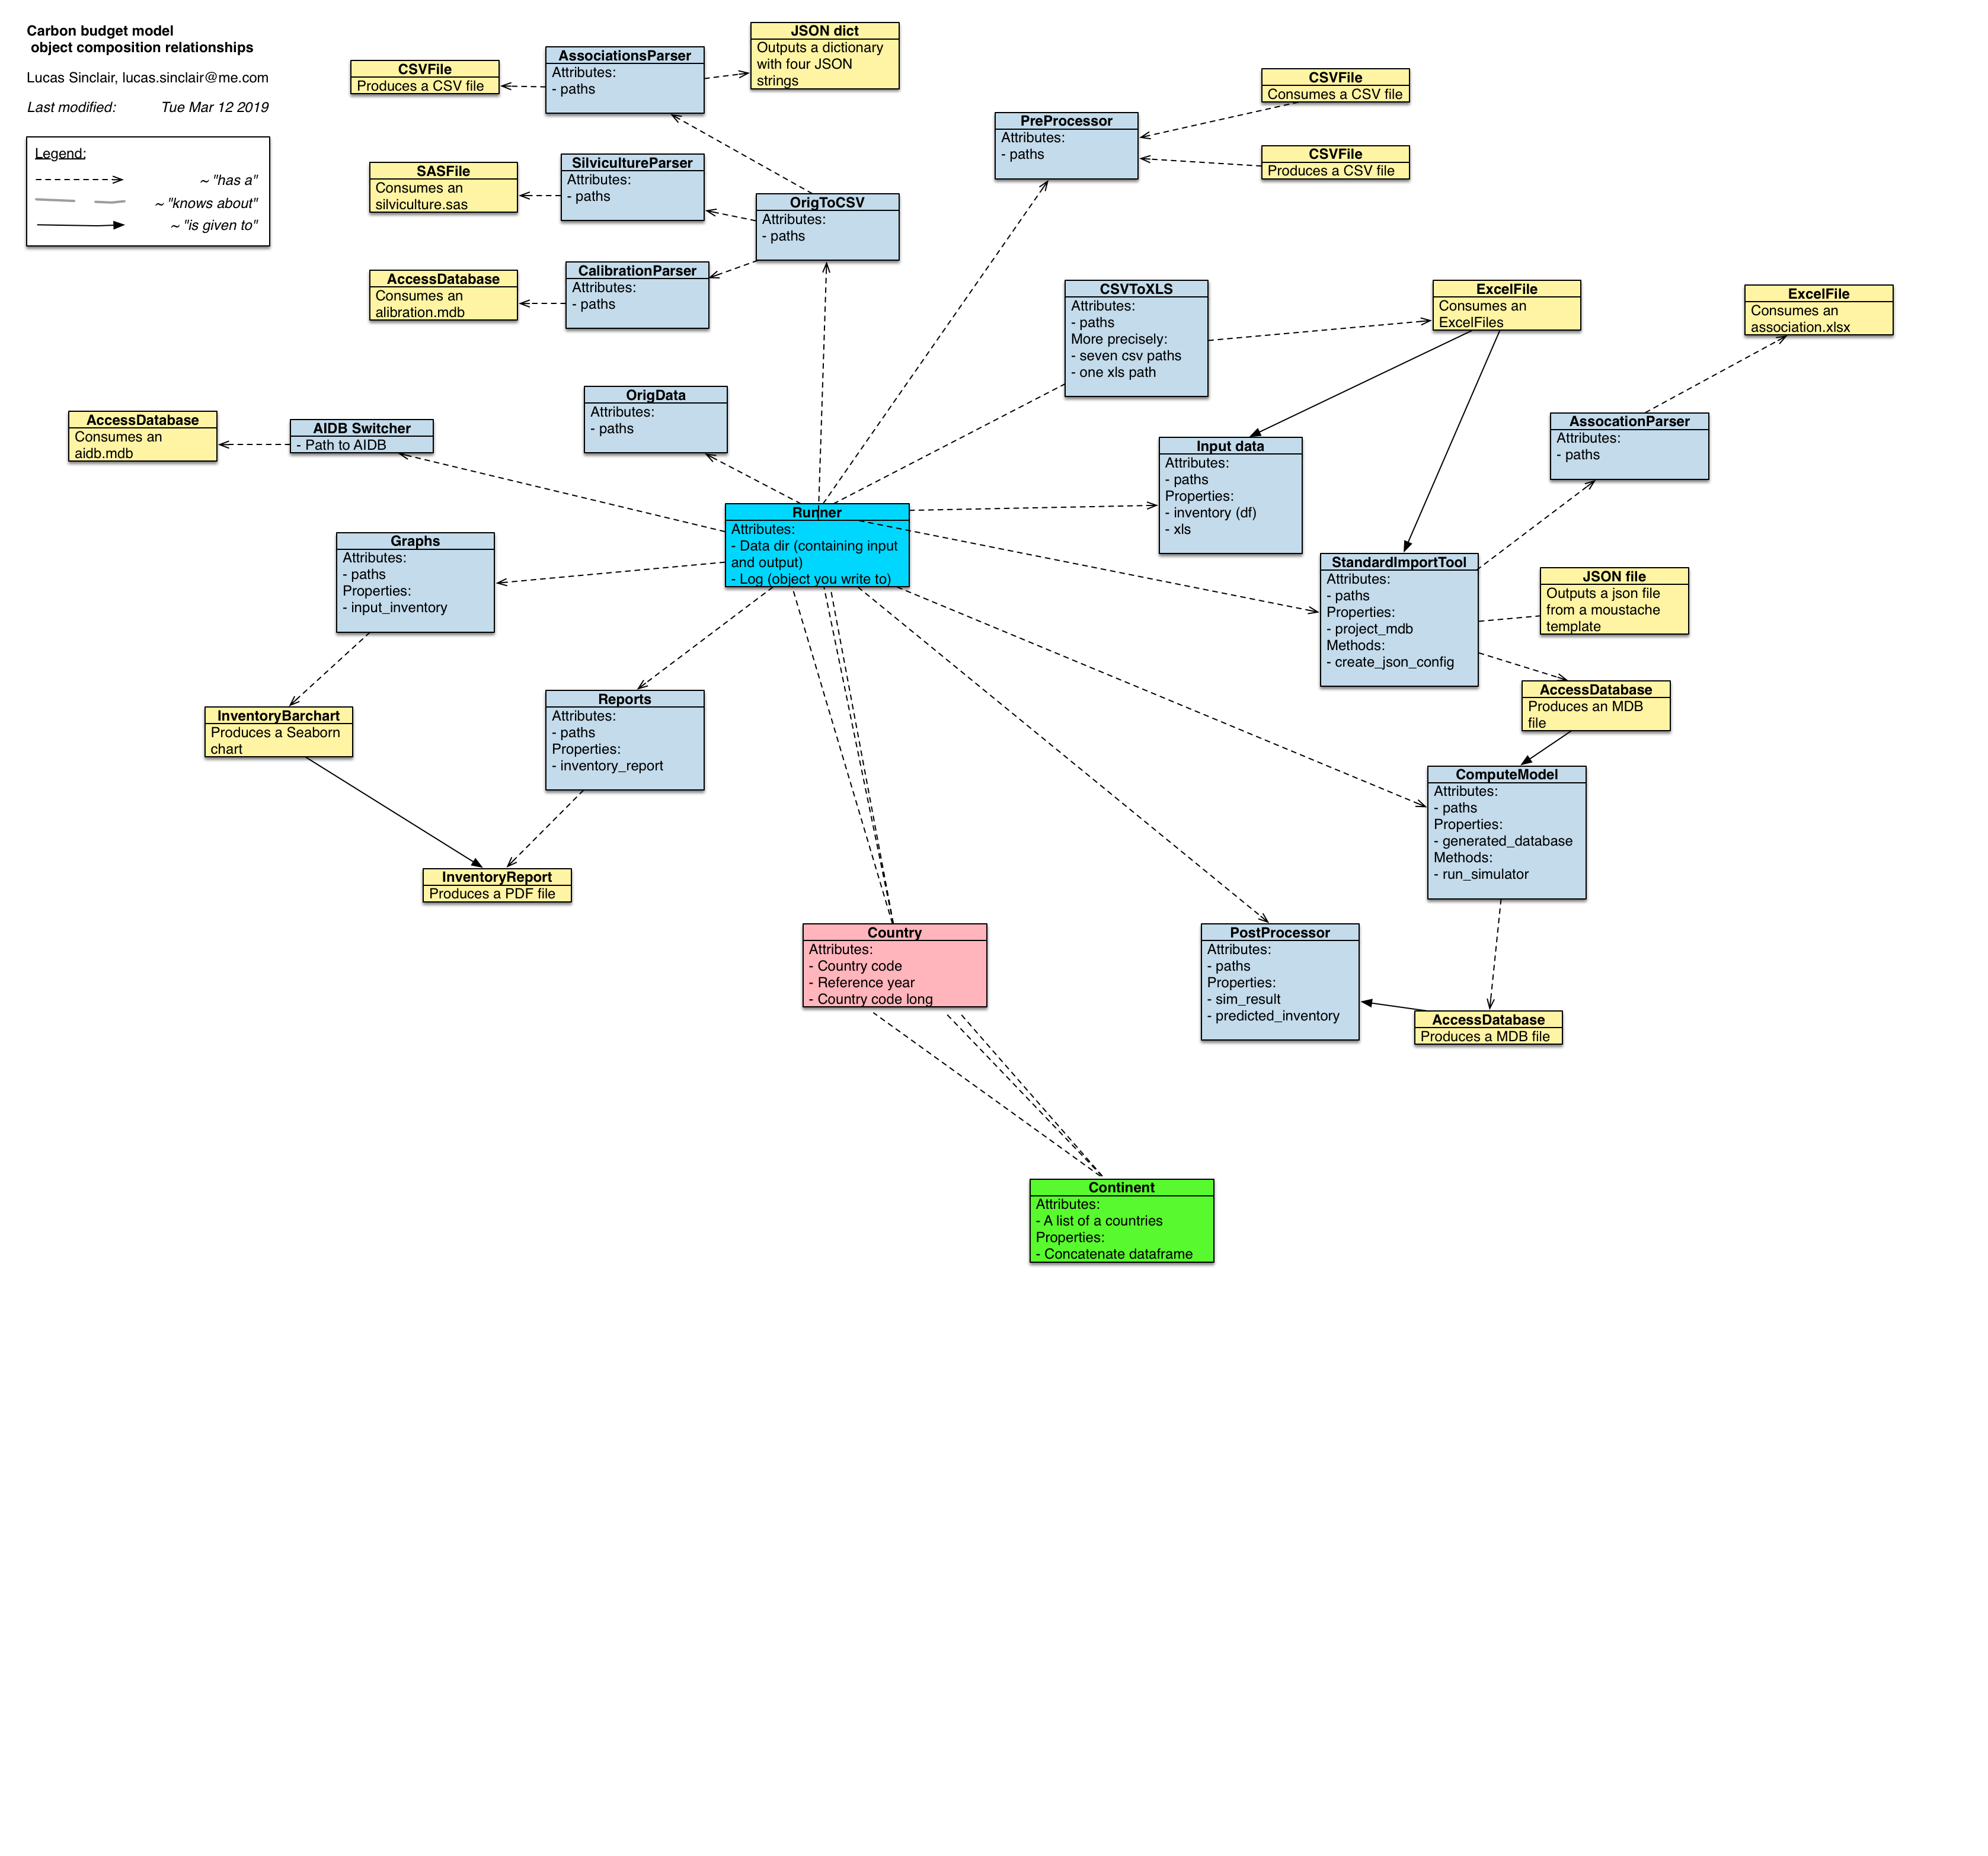 Carbon budget model
object composition relationships
Lucas Sinclair, lucas.sinclair@me.com
Last modified: Tue Mar 12 2019
Legend:
~ "has a"
~ "knows about"
~ "is given to"
CSVFile
Produces a CSV file
AssociationsParser
Attributes:
- paths
JSON dict
Outputs a dictionary
with four JSON
strings
SASFile
Consumes an
silviculture.sas
SilvicultureParser
Attributes:
- paths
OrigToCSV
Attributes:
- paths
AccessDatabase
Consumes an
alibration.mdb
CalibrationParser
Attributes:
- paths
PreProcessor
Attributes:
- paths
CSVFile
Consumes a CSV file
CSVFile
Produces a CSV file
CSVToXLS
Attributes:
- paths
More precisely:
- seven csv paths
- one xls path
ExcelFile
Consumes an
ExcelFiles
ExcelFile
Consumes an
association.xlsx
AccessDatabase
Consumes an
aidb.mdb
AIDB Switcher
- Path to AIDB
OrigData
Attributes:
- paths
Input data
Attributes:
- paths
Properties:
- inventory (df)
- xls
AssocationParser
Attributes:
- paths
Runner
Attributes:
- Data dir (containing input
and output)
- Log (object you write to)
Graphs
Attributes:
- paths
Properties:
- input_inventory
StandardImportTool
Attributes:
- paths
Properties:
- project_mdb
Methods:
- create_json_config
JSON file
Outputs a json file
from a moustache
template
AccessDatabase
Produces an MDB
file
InventoryBarchart
Produces a Seaborn
chart
Reports
Attributes:
- paths
Properties:
- inventory_report
ComputeModel
Attributes:
- paths
Properties:
- generated_database
Methods:
- run_simulator
InventoryReport
Produces a PDF file
Country
Attributes:
- Country code
- Reference year
- Country code long
PostProcessor
Attributes:
- paths
Properties:
- sim_result
- predicted_inventory
AccessDatabase
Produces a MDB file
Continent
Attributes:
- A list of a countries
Properties:
- Concatenate dataframe